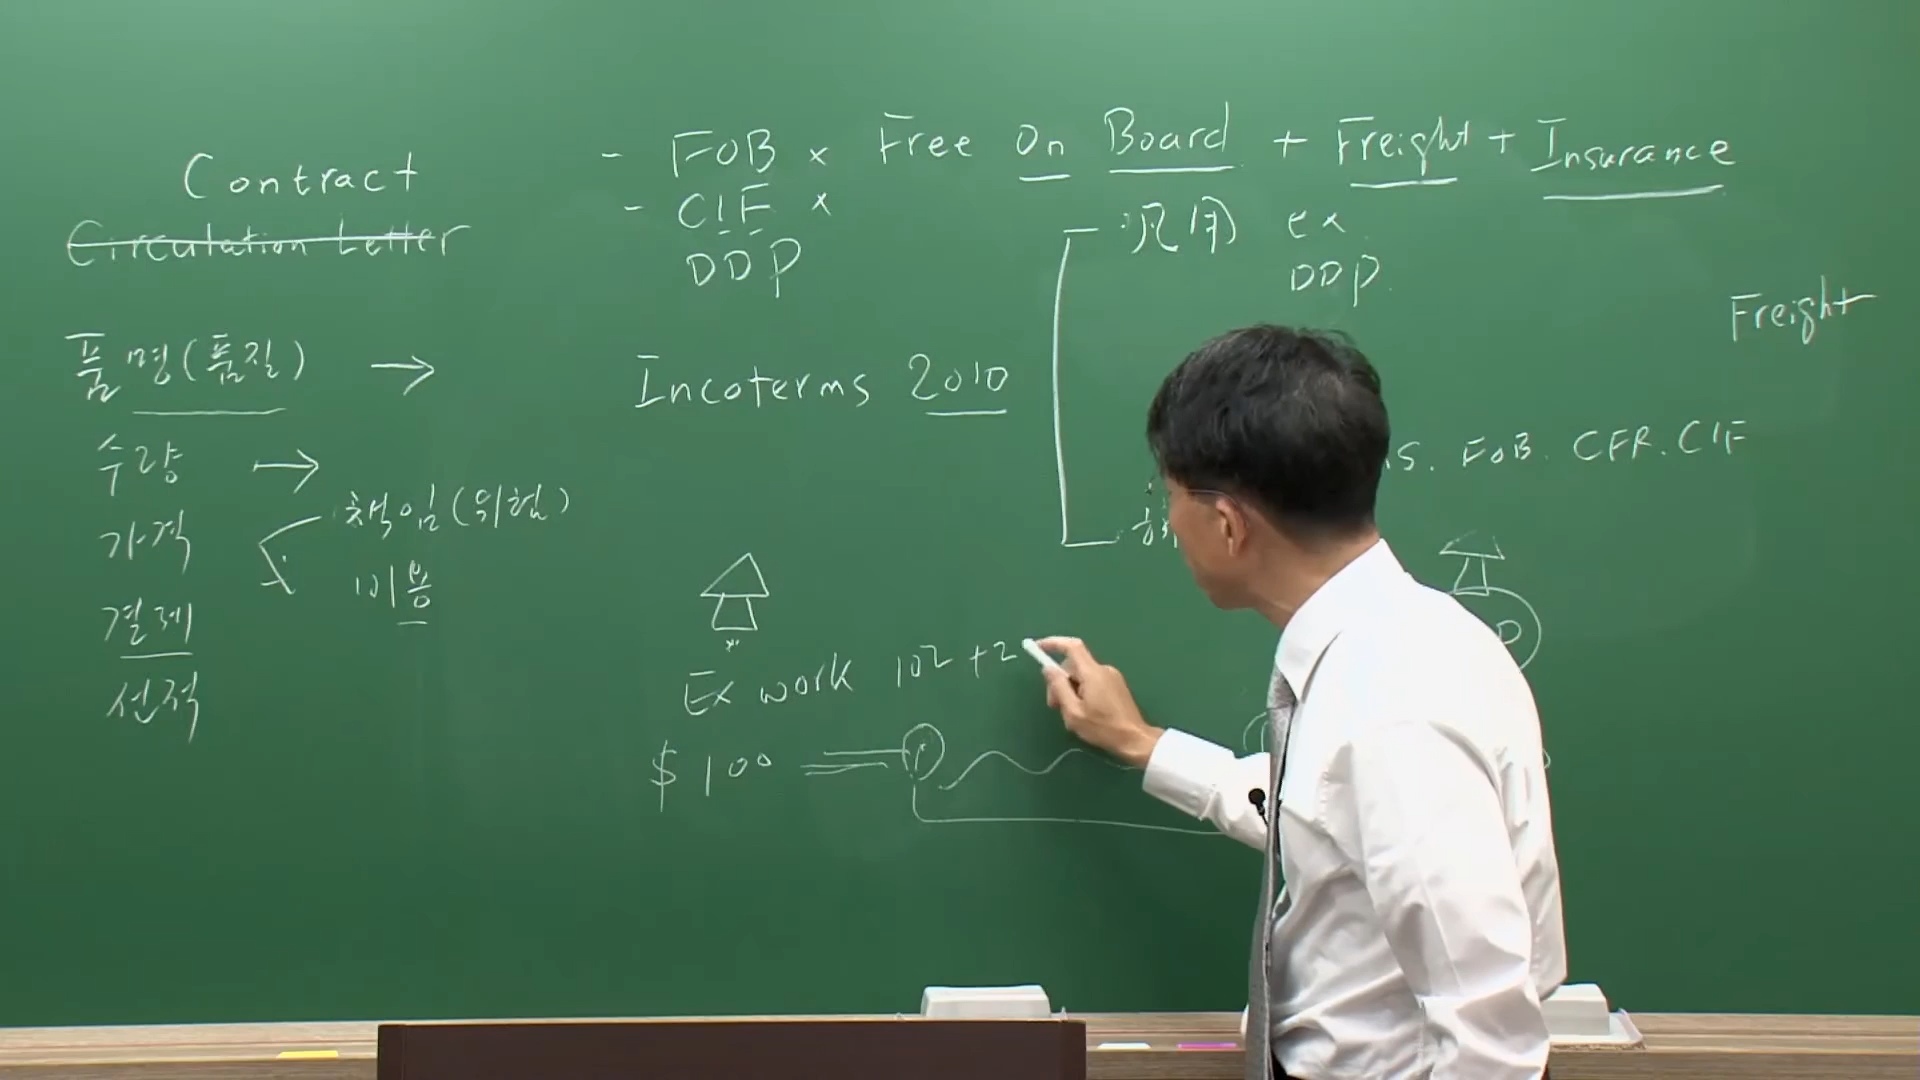 Contract
Circulation Letter
품명(품질) →
수량 →
가격
책임(위험)
비용
결제
선적
- FOB × Free On Board + Freight + Insurance
- CIF ×
DDP
Incoterms 2010
汎用 ex
DDP.
Freight
FOB. CFR. CIF
Ex work 102 + 2
$100
P